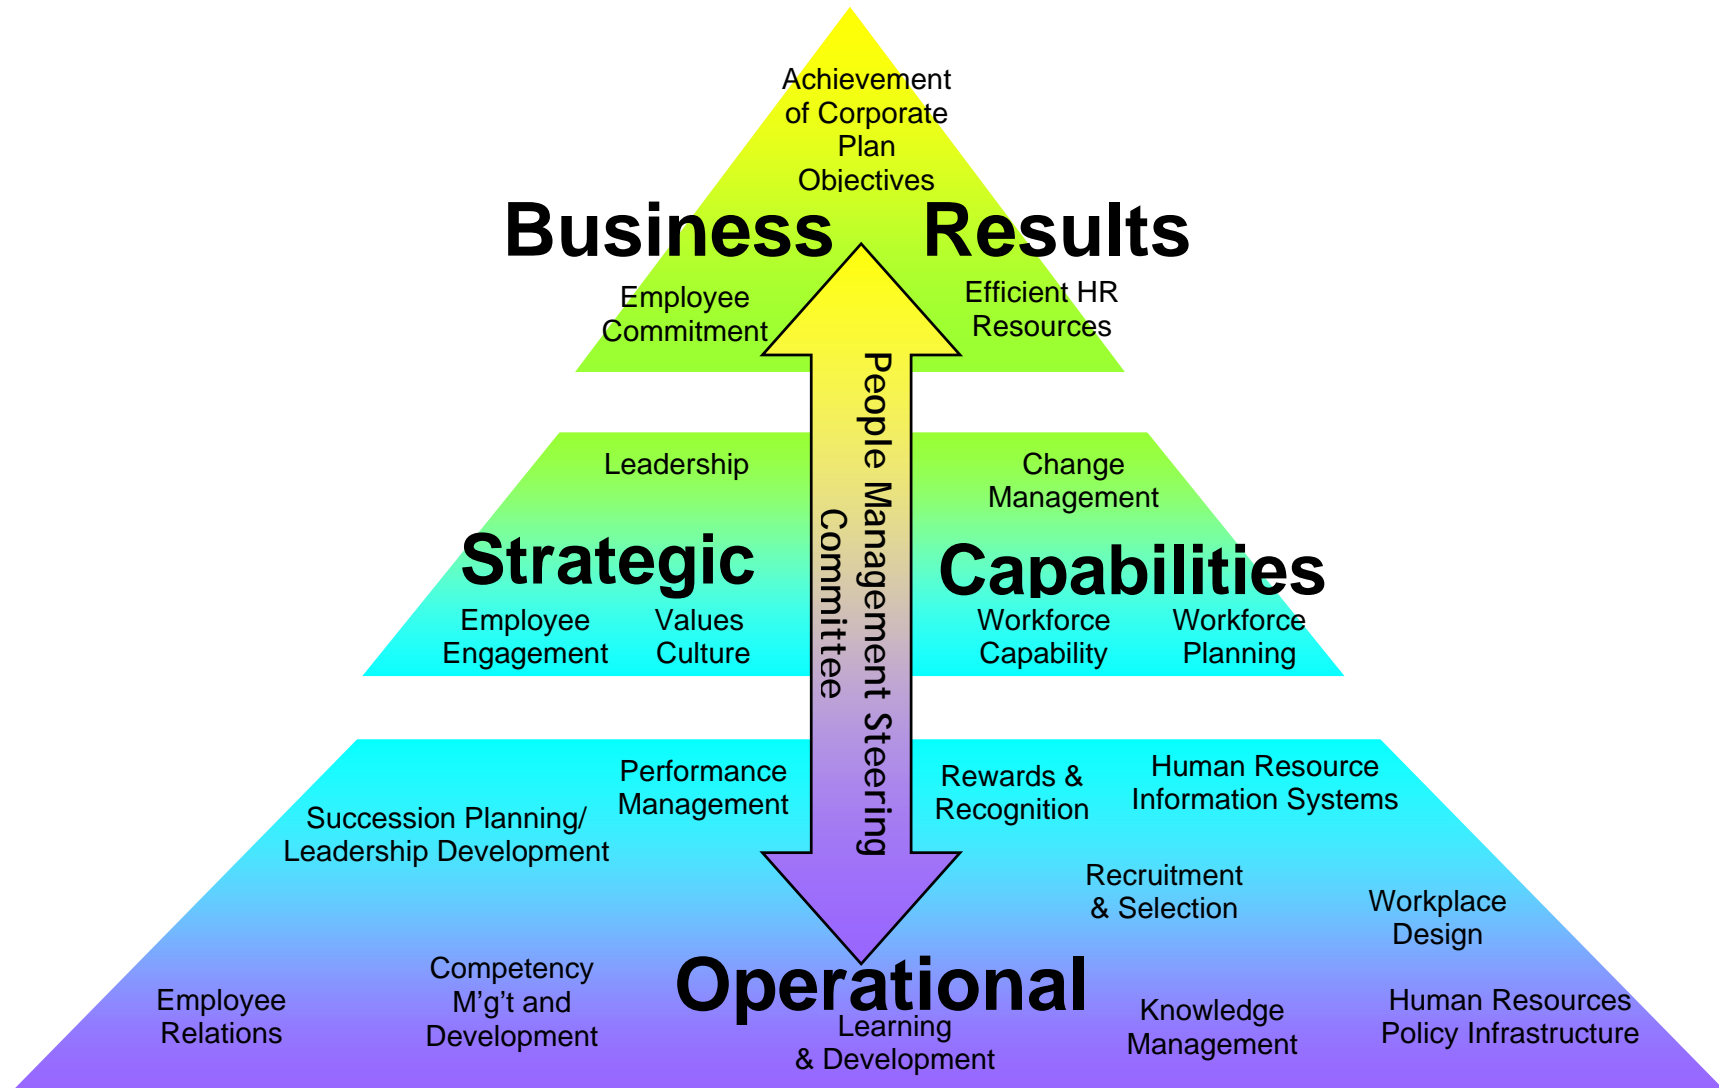 Achievement
of Corporate
Plan
Objectives
Business Results
Employee
Commitment
Efficient HR
Resources
People Management Steering
Committee
Leadership
Change
Management
Strategic Capabilities
Employee
Engagement
Values
Culture
Workforce
Capability
Workforce
Planning
Performance
Management
Rewards &
Recognition
Human Resource
Information Systems
Succession Planning/
Leadership Development
Recruitment
& Selection
Workplace
Design
Operational
Employee
Relations
Competency
M’g’t and
Development
Learning
& Development
Knowledge
Management
Human Resources
Policy Infrastructure